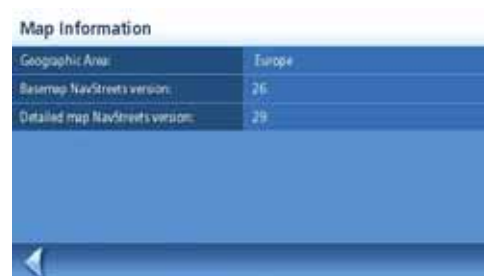 Map Information
Geographic Area: Europe
Basemap NavStreets version: 26
Detailed map NavStreets version: 29